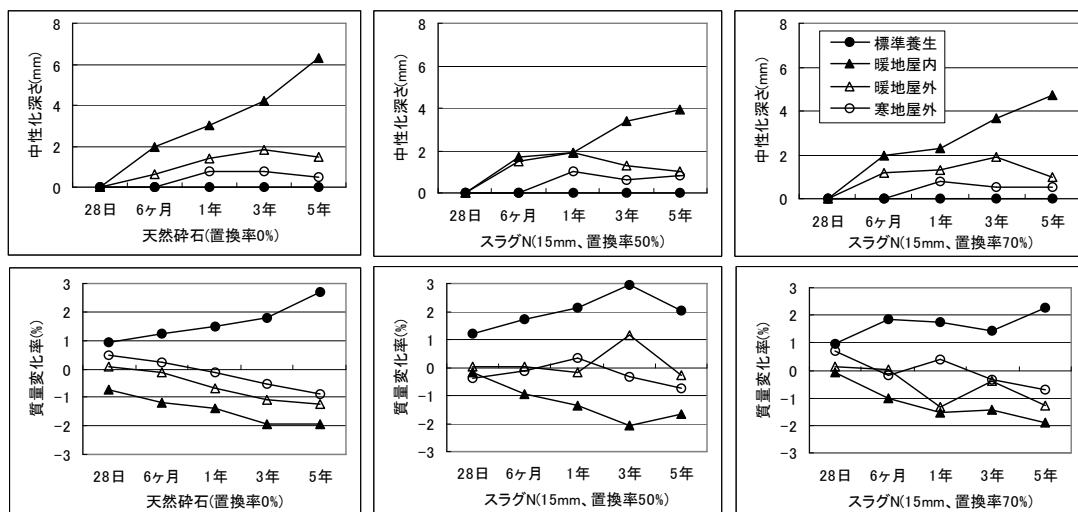 中性化深さ(mm)
8
6
4
2
0
28日 6ヶ月 1年 3年 5年
天然砕石(置換率0%)
中性化深さ(mm)
8
6
4
2
0
28日 6ヶ月 1年 3年 5年
スラグN(15mm、置換率50%)
中性化深さ(mm)
8
6
4
2
0
標準養生
暖地屋内
暖地屋外
寒地屋外
28日 6ヶ月 1年 3年 5年
スラグN(15mm、置換率70%)
質量変化率(%)
3
2
1
0
-1
-2
-3
28日 6ヶ月 1年 3年 5年
天然砕石(置換率0%)
質量変化率(%)
3
2
1
0
-1
-2
-3
28日 6ヶ月 1年 3年 5年
スラグN(15mm、置換率50%)
質量変化率(%)
3
2
1
0
-1
-2
-3
28日 6ヶ月 1年 3年 5年
スラグN(15mm、置換率70%)